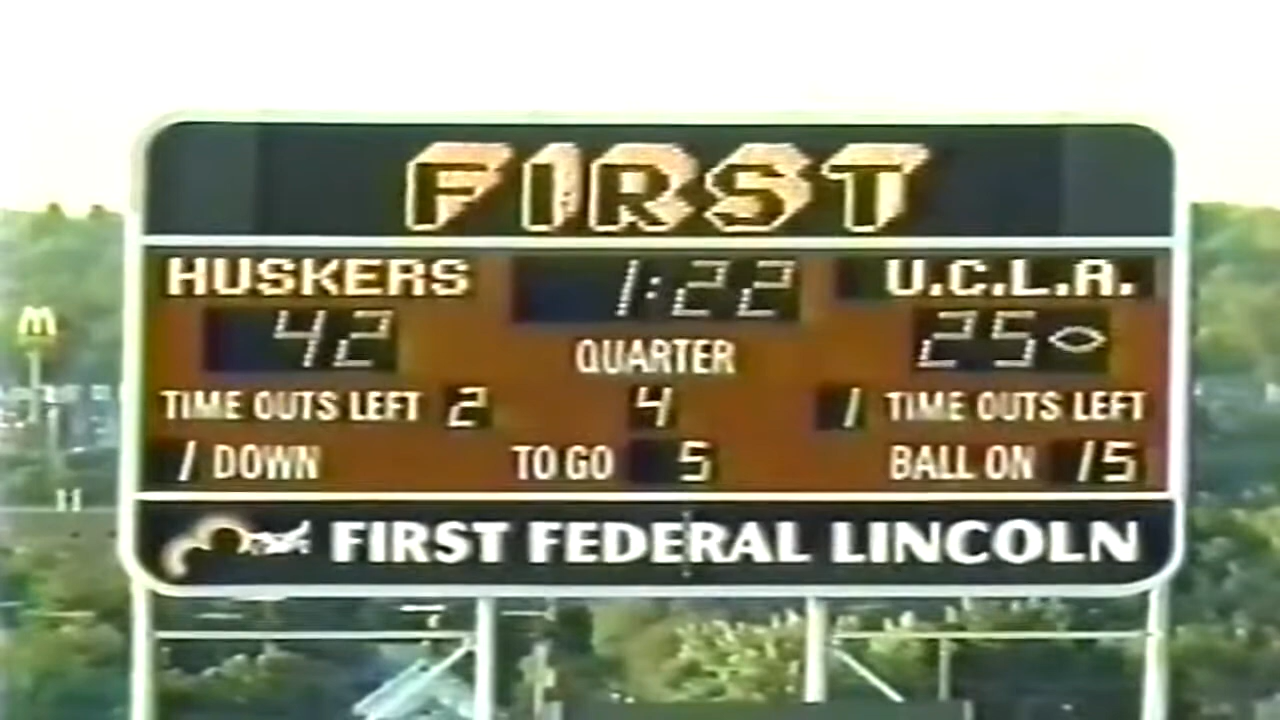 FIRST
HUSKERS 1:22 U.C.L.A.
42 QUARTER 25
TIME OUTS LEFT 2 4 1 TIME OUTS LEFT
1 DOWN TO GO 5 BALL ON 15
FIRST FEDERAL LINCOLN
M